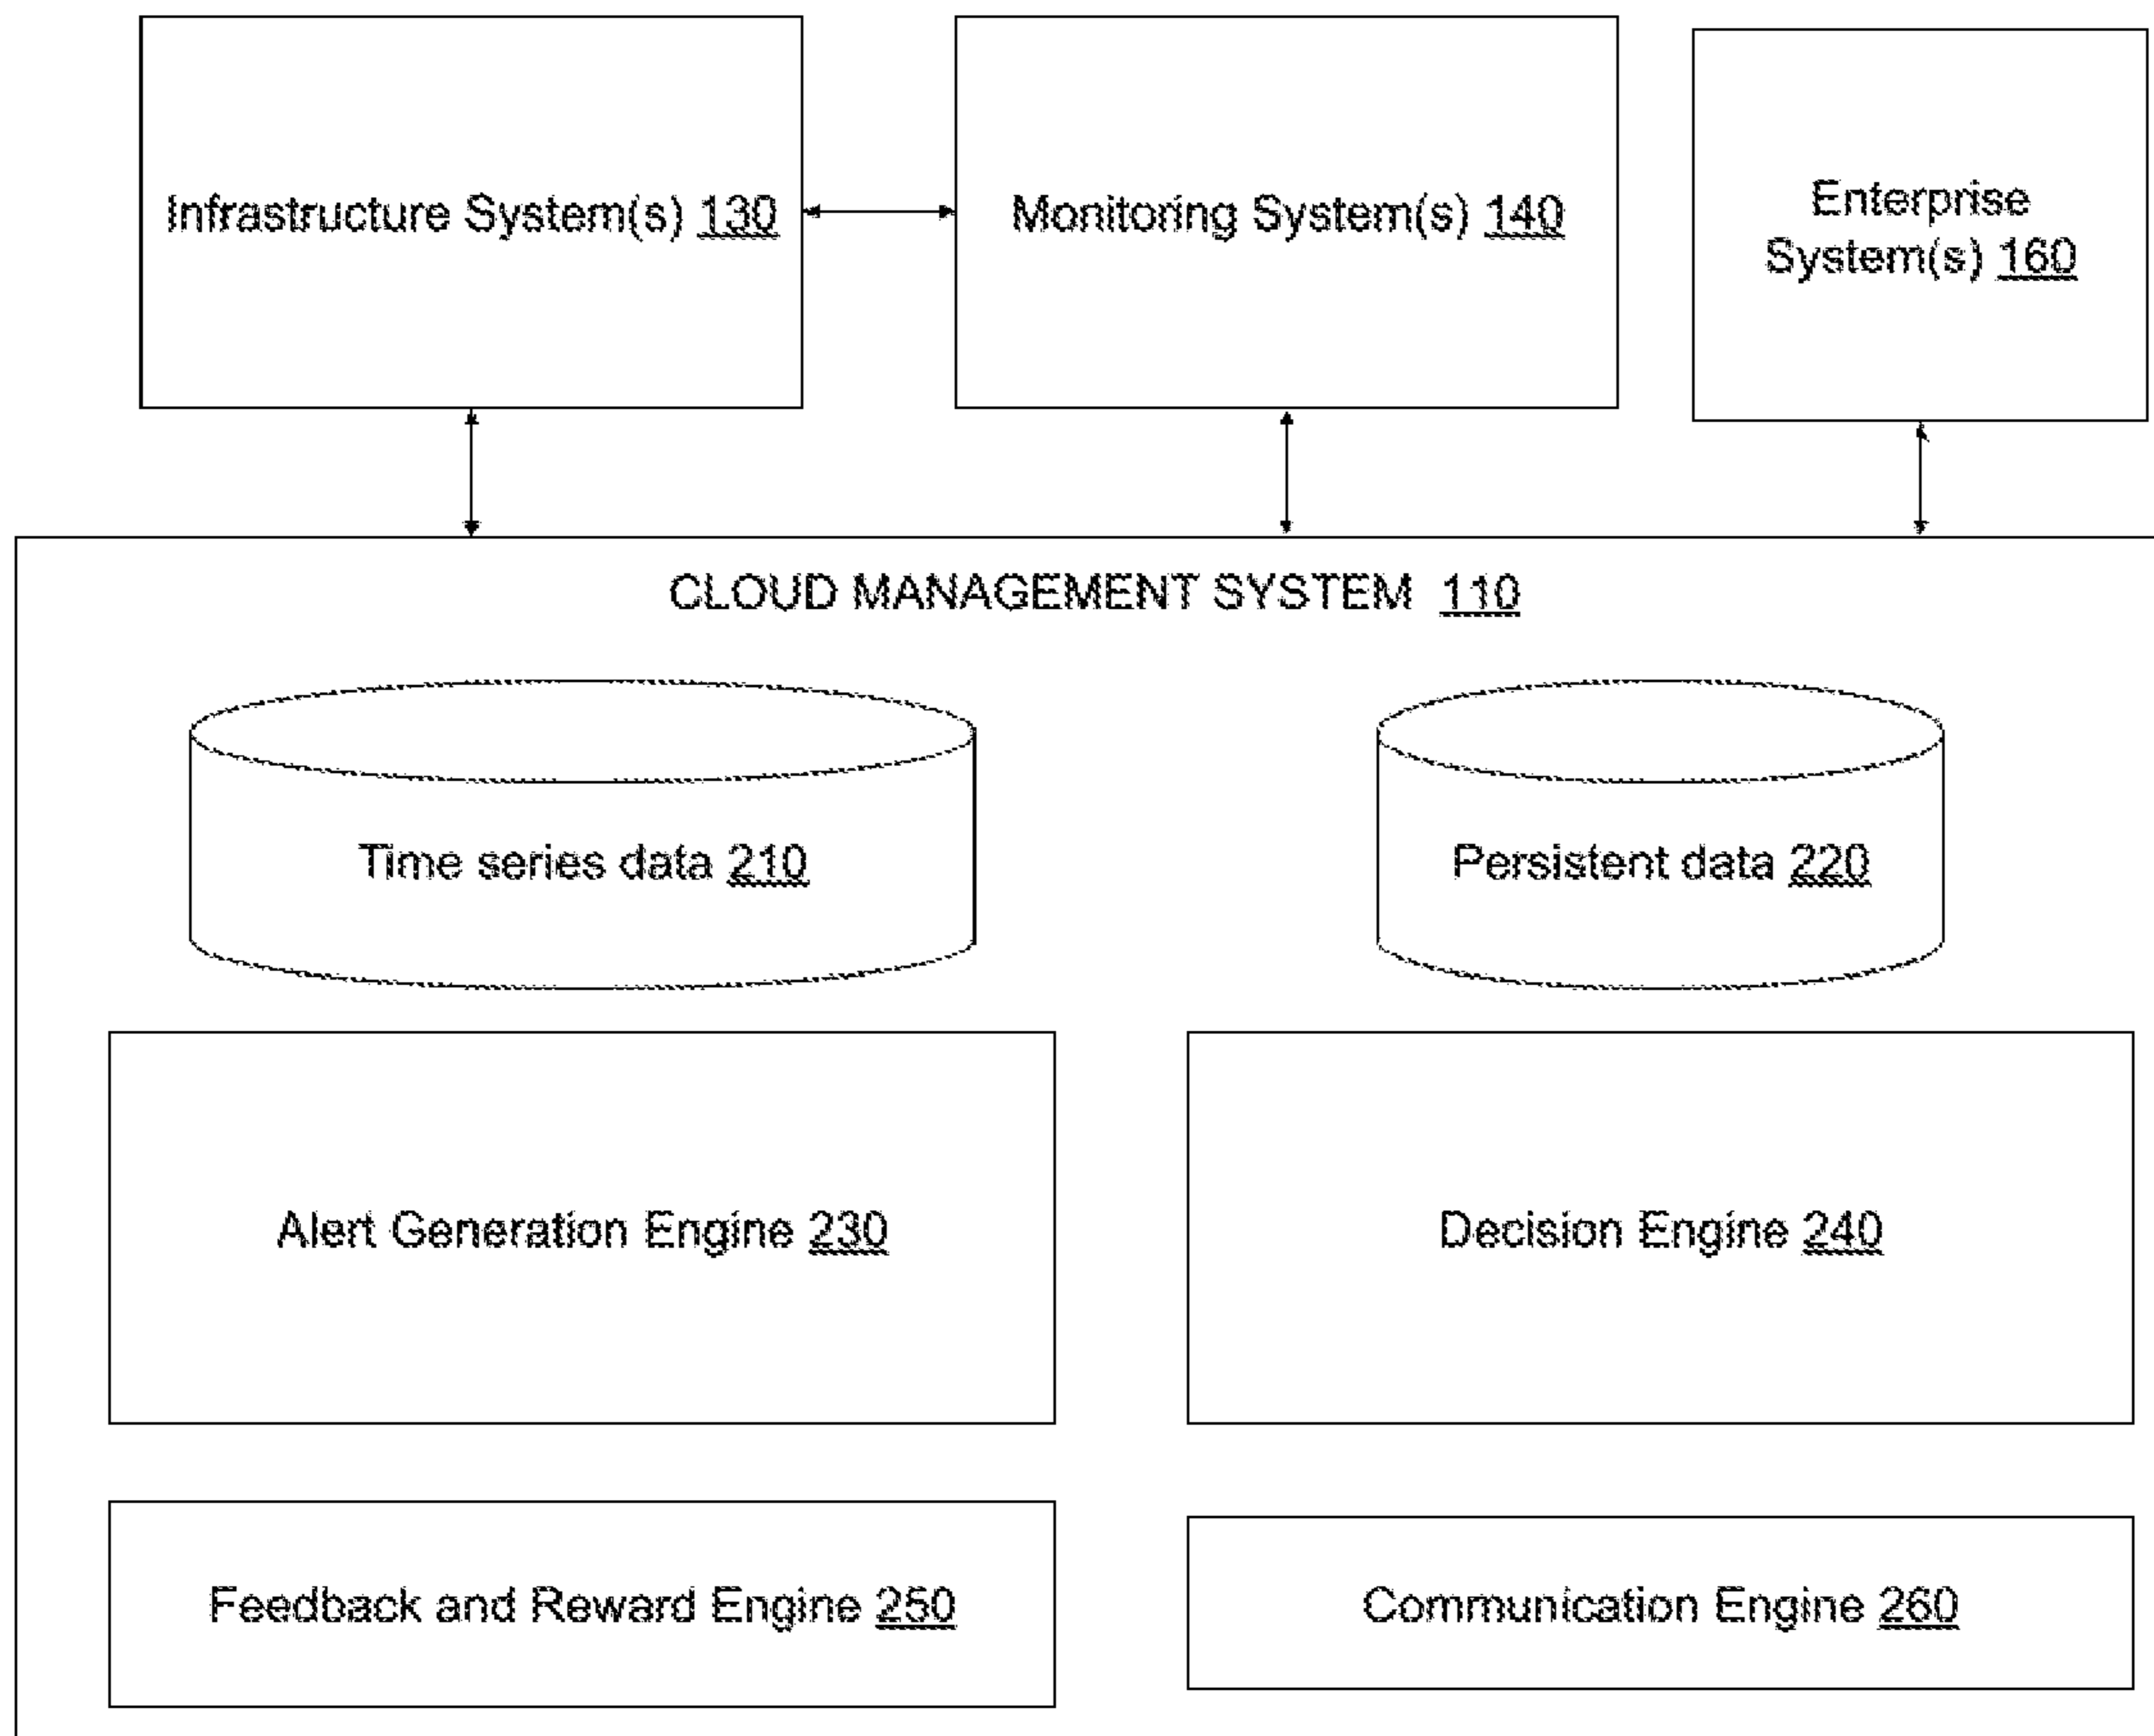 Infrastructure System(s) 130
Monitoring System(s) 140
Enterprise
System(s) 160
CLOUD MANAGEMENT SYSTEM 110
Time series data 210
Persistent data 220
Alert Generation Engine 230
Decision Engine 240
Feedback and Reward Engine 250
Communication Engine 260